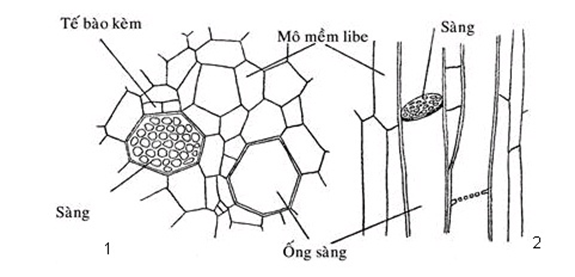 Tế bào kèm
Mô mềm libe
Sàng
Sàng
Ống sàng
1
2